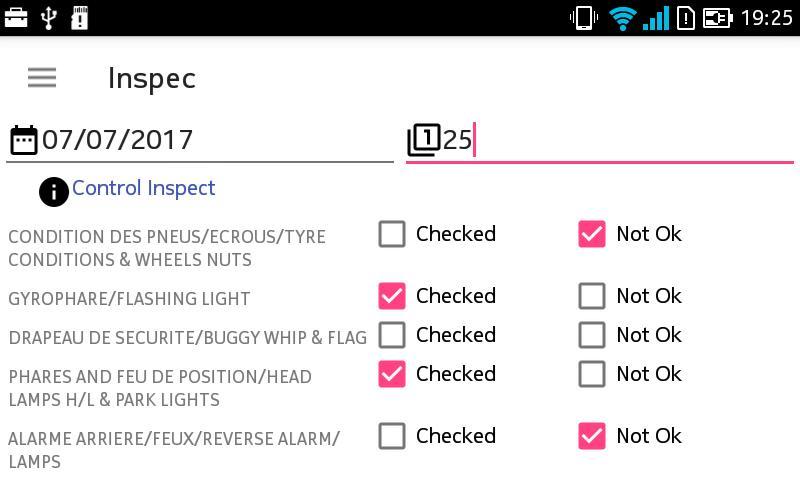 19:25
Inspec
07/07/2017
1 25
Control Inspect
CONDITION DES PNEUS/ECROUS/TYRE CONDITIONS & WHEELS NUTS
Checked
Not Ok
GYROPHARE/FLASHING LIGHT
Checked
Not Ok
DRAPEAU DE SECURITE/BUGGY WHIP & FLAG
Checked
Not Ok
PHARES AND FEU DE POSITION/HEAD
LAMPS H/L & PARK LIGHTS
Checked
Not Ok
ALARME ARRIERE/FEUX/REVERSE ALARM/
LAMPS
Checked
Not Ok